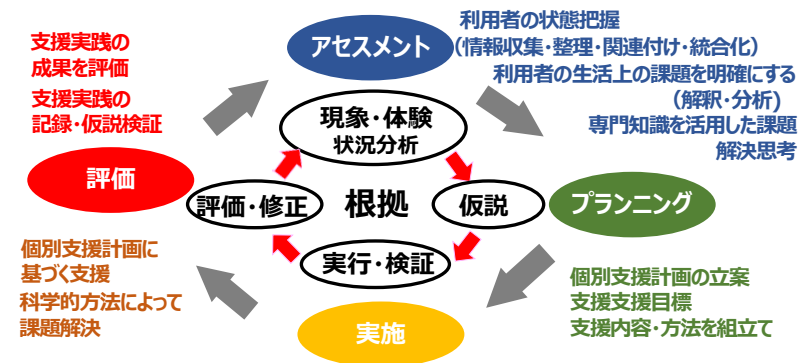 支援実践の
成果を評価
支援実践の
記録・仮説検証
アセスメント
利用者の状態把握
(情報収集・整理・関連付け・統合化)
利用者の生活上の課題を明確にする
(解釈・分析)
専門知識を活用した課題
解決思考
現象・体験
状況分析
評価
評価・修正
根拠
仮説
プランニング
実行・検証
個別支援計画に
基づく支援
科学的方法によって
課題解決
実施
個別支援計画の立案
支援支援目標
支援内容・方法を組立て